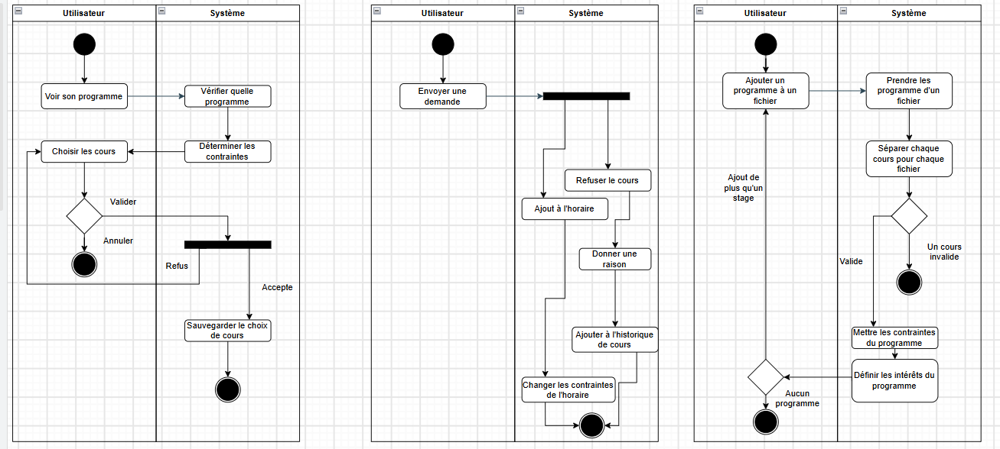 Utilisateur
Système
Voir son programme
Vérifier quelle
programme
Choisir les cours
Déterminer les
contraintes
Valider
Annuler
Refus
Accepte
Sauvegarder le choix
de cours
Utilisateur
Système
Envoyer une
demande
Refuser le cours
Ajout à l'horaire
Donner une
raison
Ajouter à l'historique
de cours
Changer les contraintes
de l'horaire
Utilisateur
Système
Ajouter un
programme à un
fichier
Prendre les
programme d'un
fichier
Séparer chaque
cours pour chaque
fichier
Ajout de
plus qu'un
stage
Un cours
invalide
Valide
Mettre les contraintes
du programme
Définir les intérêts du
programme
Aucun
programme